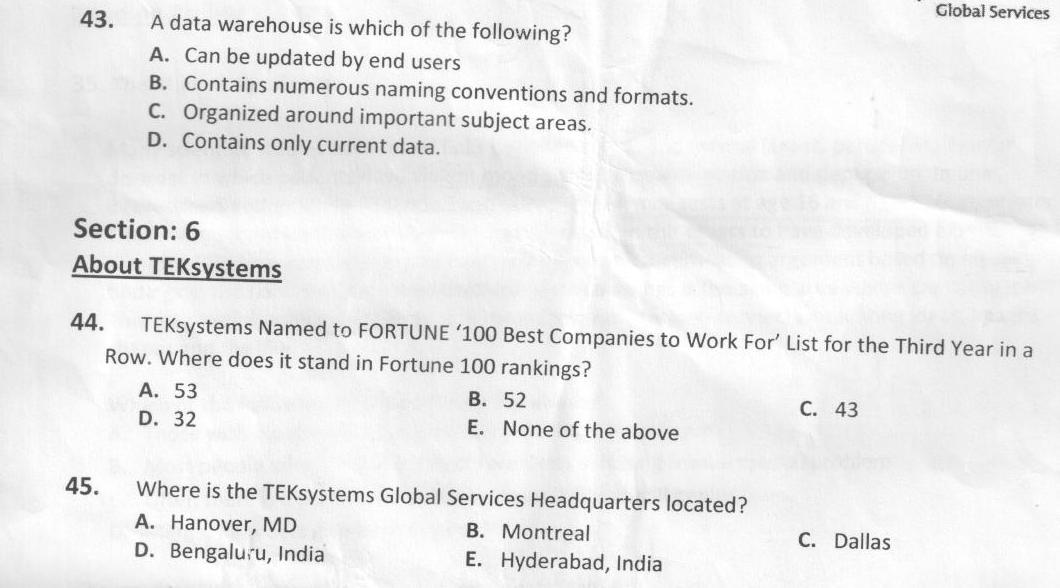 Global Services
43. A data warehouse is which of the following?
A. Can be updated by end users
B. Contains numerous naming conventions and formats.
C. Organized around important subject areas.
D. Contains only current data.
Section: 6
About TEKsystems
44. TEKsystems Named to FORTUNE ‘100 Best Companies to Work For’ List for the Third Year in a
Row. Where does it stand in Fortune 100 rankings?
A. 53 B. 52 C. 43
D. 32 E. None of the above
45. Where is the TEKsystems Global Services Headquarters located?
A. Hanover, MD B. Montreal C. Dallas
D. Bengaluru, India E. Hyderabad, India